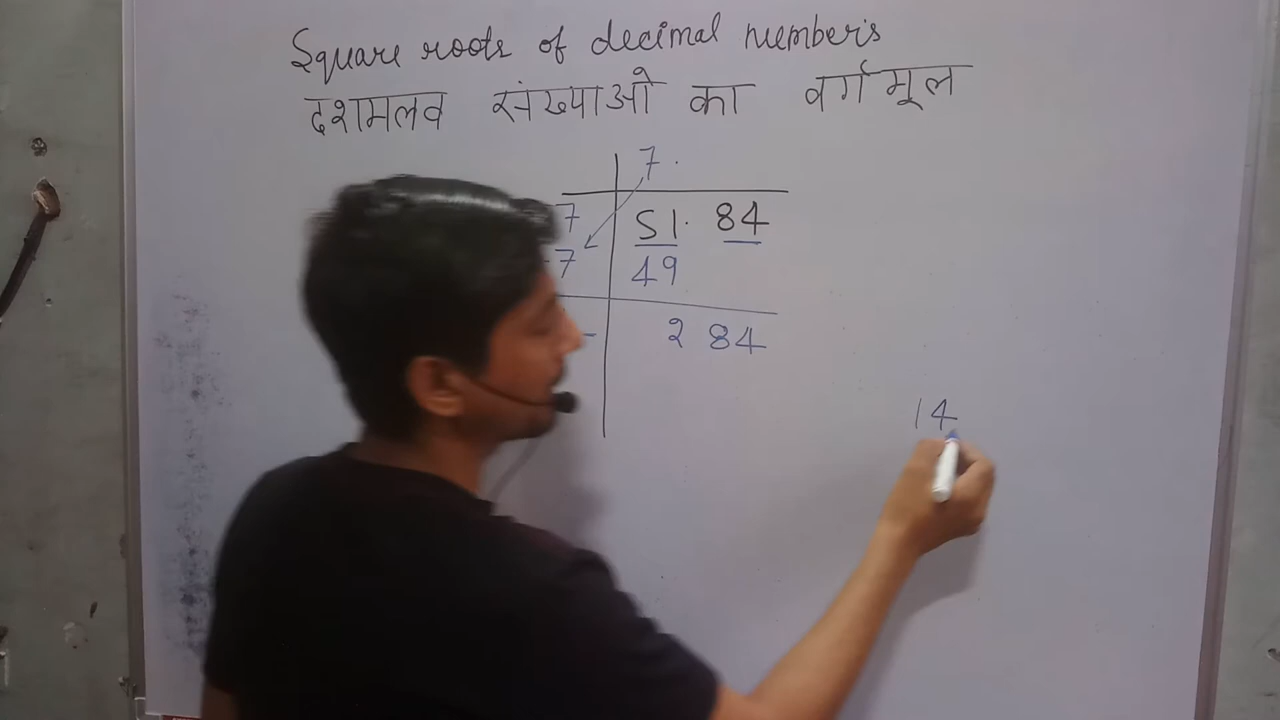 Square roots of decimal numbers
दशमलव संख्याओ का वर्गमूल
7.
7 51.84
7 49
- 2 84
14